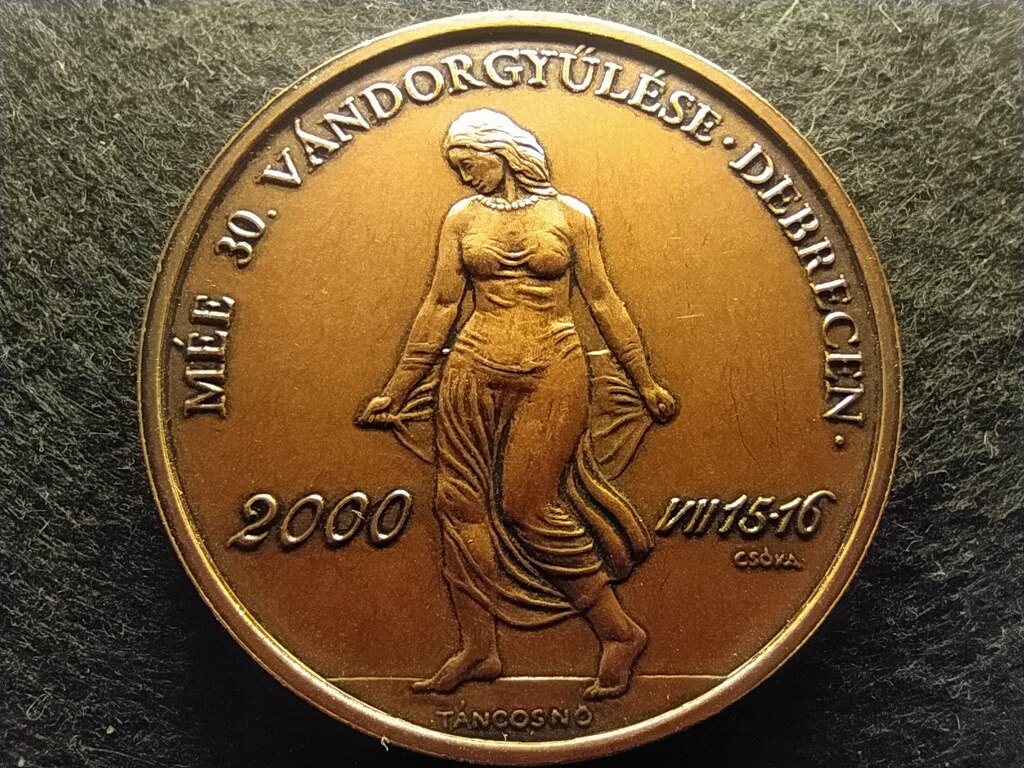 MÉE 30. VÁNDORGYŰLÉSE · DEBRECEN ·
2000
VII 15-16
CSÓKA
TÁNCOSNŐ